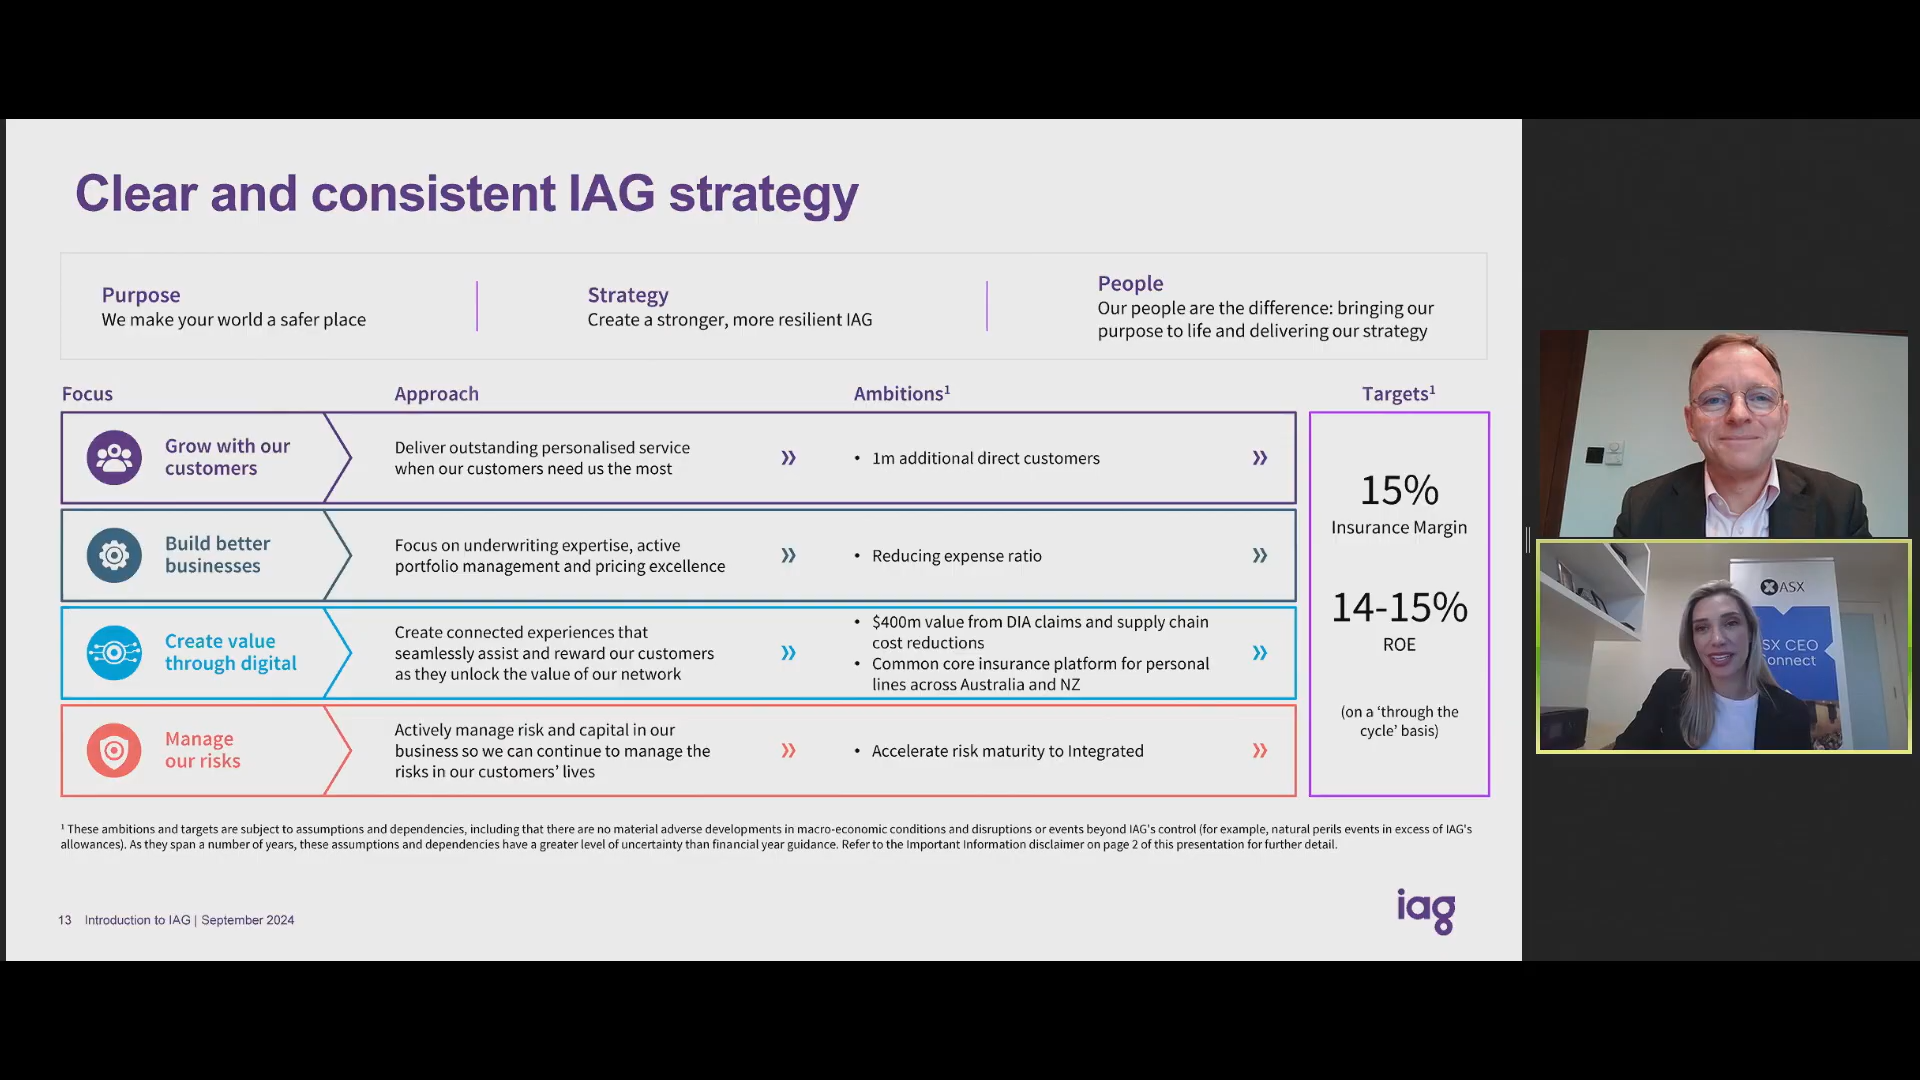 Clear and consistent IAG strategy
Purpose
We make your world a safer place
Strategy
Create a stronger, more resilient IAG
People
Our people are the difference: bringing our
purpose to life and delivering our strategy
Focus
Approach
Ambitions¹
Targets¹
Grow with our
customers
Deliver outstanding personalised service
when our customers need us the most
»
• 1m additional direct customers
»
Build better
businesses
Focus on underwriting expertise, active
portfolio management and pricing excellence
»
• Reducing expense ratio
»
Create value
through digital
Create connected experiences that
seamlessly assist and reward our customers
as they unlock the value of our network
»
• $400m value from DIA claims and supply chain
cost reductions
• Common core insurance platform for personal
lines across Australia and NZ
»
Manage
our risks
Actively manage risk and capital in our
business so we can continue to manage the
risks in our customers’ lives
»
• Accelerate risk maturity to Integrated
»
15%
Insurance Margin
14-15%
ROE
(on a ‘through the
cycle’ basis)
¹ These ambitions and targets are subject to assumptions and dependencies, including that there are no material adverse developments in macro-economic conditions and disruptions or events beyond IAG's control (for example, natural perils events in excess of IAG's
allowances). As they span a number of years, these assumptions and dependencies have a greater level of uncertainty than financial year guidance. Refer to the Important Information disclaimer on page 2 of this presentation for further detail.
13 Introduction to IAG | September 2024
iag
ASX
SX CEO
onnect